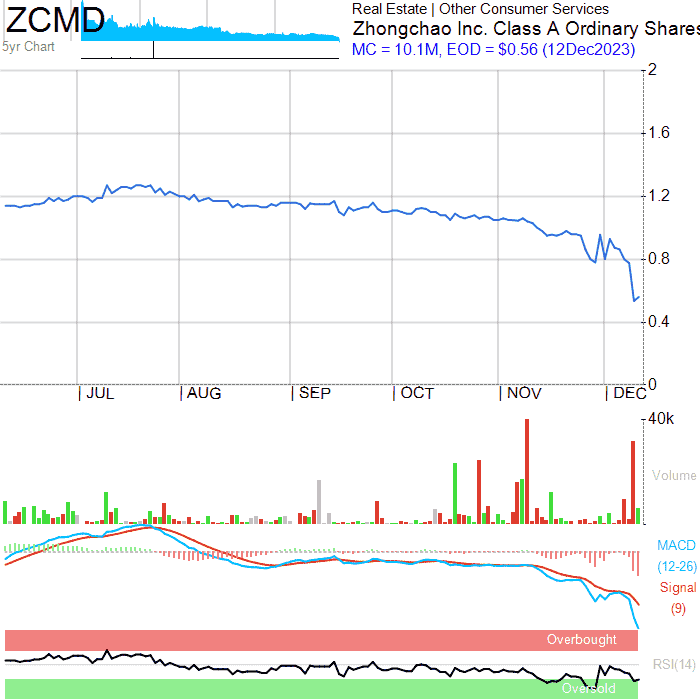 ZCMD
5yr Chart
Real Estate | Other Consumer Services
Zhongchao Inc. Class A Ordinary Shares
MC = 10.1M, EOD = $0.56 (12Dec2023)
2
1.6
1.2
0.8
0.4
0
| JUL | AUG | SEP | OCT | NOV | DEC
40k
Volume
MACD
(12-26)
Signal
(9)
Overbought
RSI(14)
Oversold